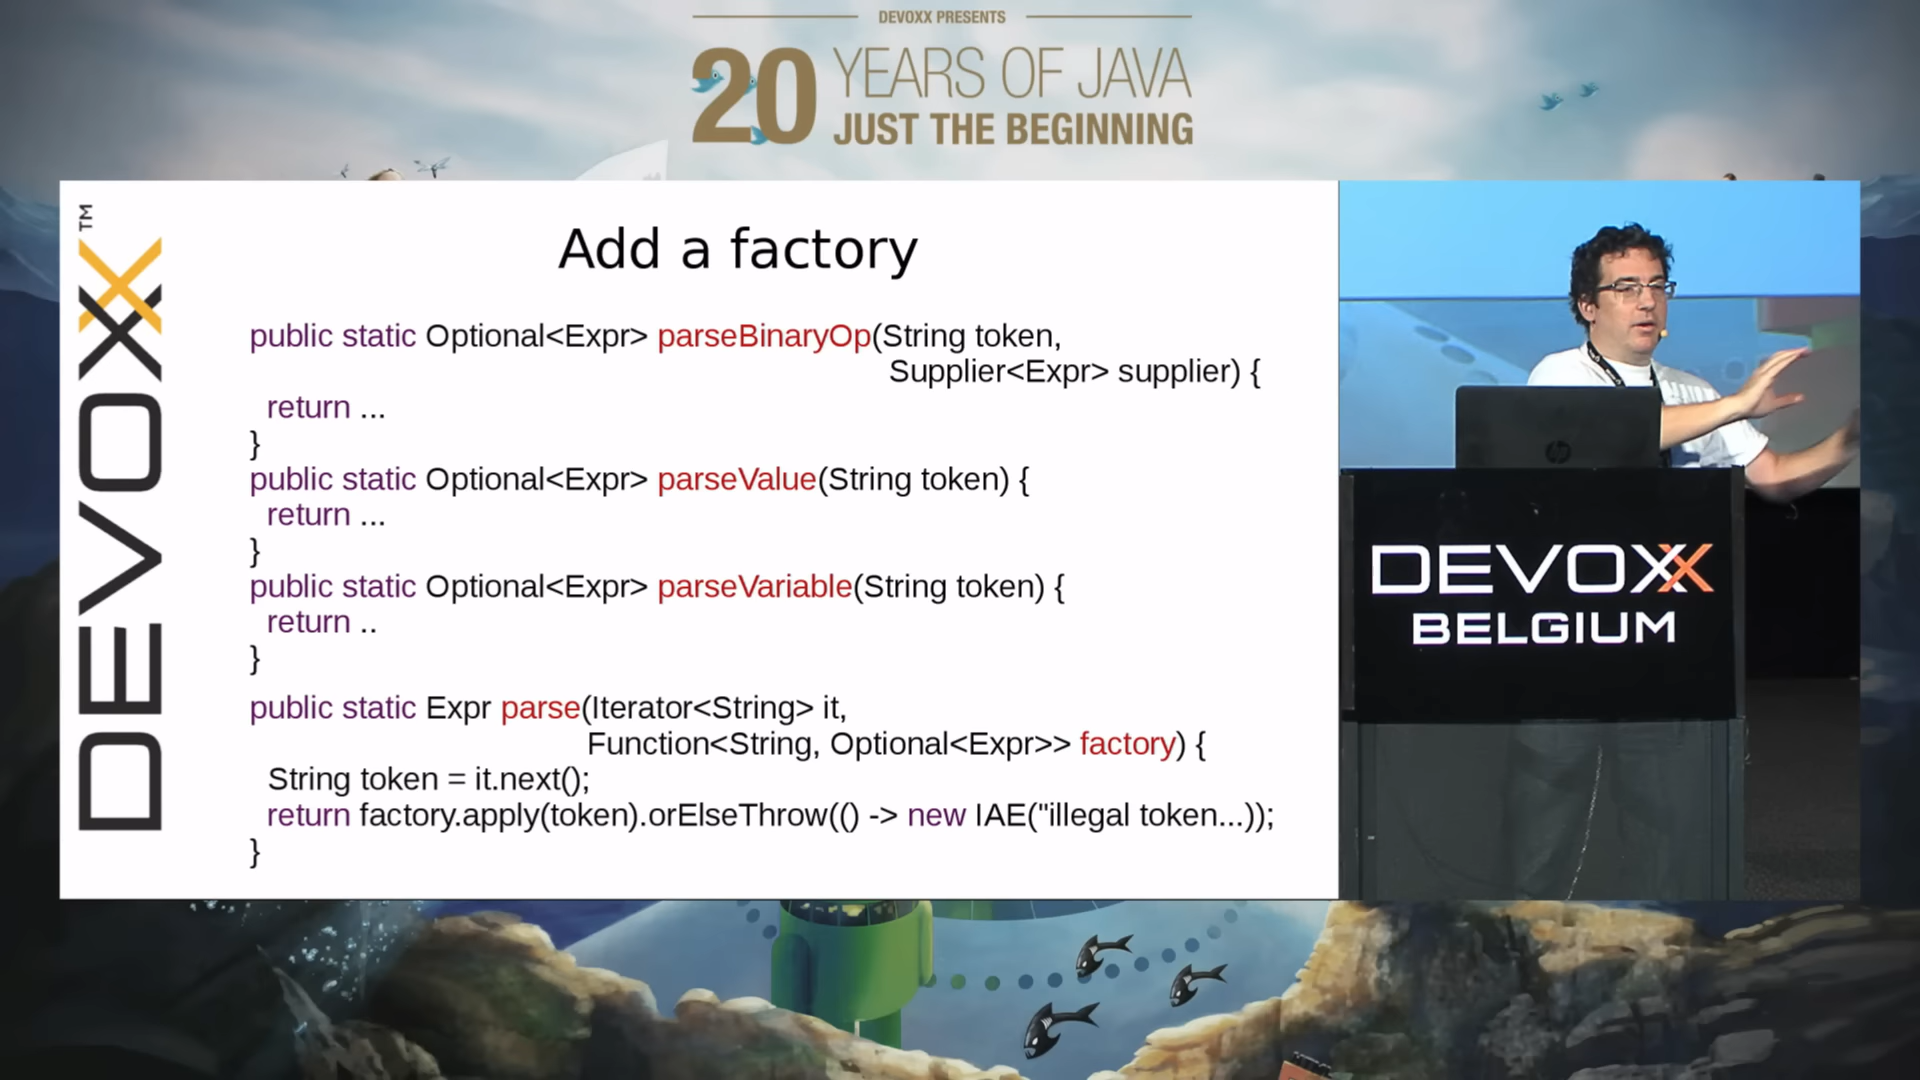 DEVOXX PRESENTS
20 YEARS OF JAVA
JUST THE BEGINNING
DEVOXX™
Add a factory
public static Optional<Expr> parseBinaryOp(String token,
Supplier<Expr> supplier) {
return ...
}
public static Optional<Expr> parseValue(String token) {
return ...
}
public static Optional<Expr> parseVariable(String token) {
return ..
}
public static Expr parse(Iterator<String> it,
Function<String, Optional<Expr>> factory) {
String token = it.next();
return factory.apply(token).orElseThrow(() -> new IAE("illegal token...));
}
hp
DEVOXX
BELGIUM